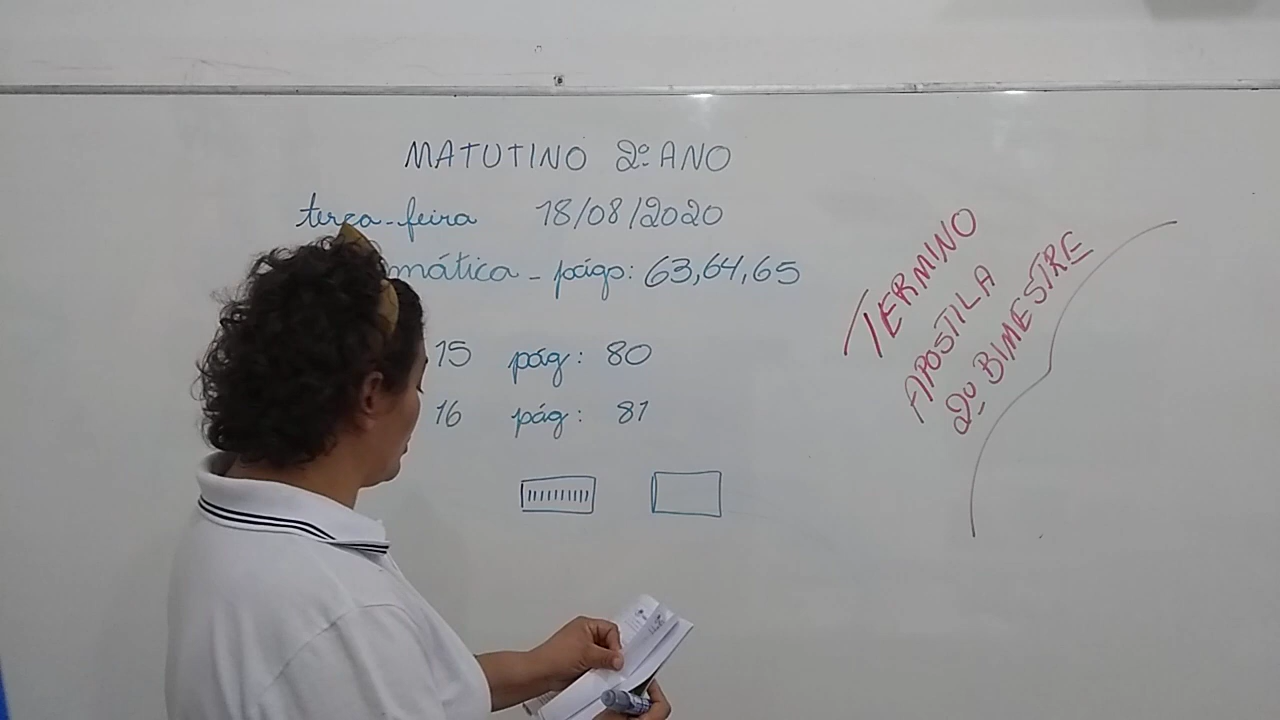 MATUTINO 2º ANO
terça-feira 18/08/2020
mática - págs: 63,64,65
15 pág: 80
16 pág: 81
TERMINO
APOSTILA
2º BIMESTRE